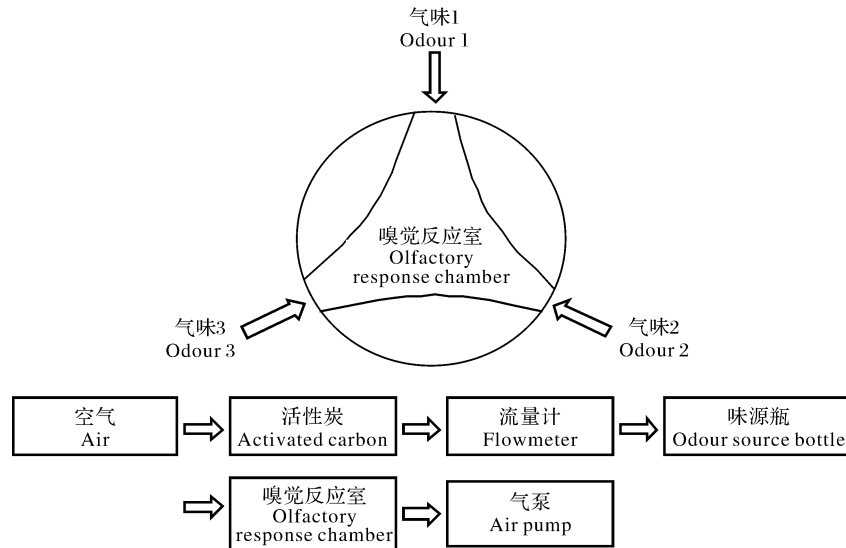 气味1
Odour 1
嗅觉反应室
Olfactory
response chamber
气味3
Odour 3
气味2
Odour 2
空气
Air
活性炭
Activated carbon
流量计
Flowmeter
味源瓶
Odour source bottle
嗅觉反应室
Olfactory
response chamber
气泵
Air pump